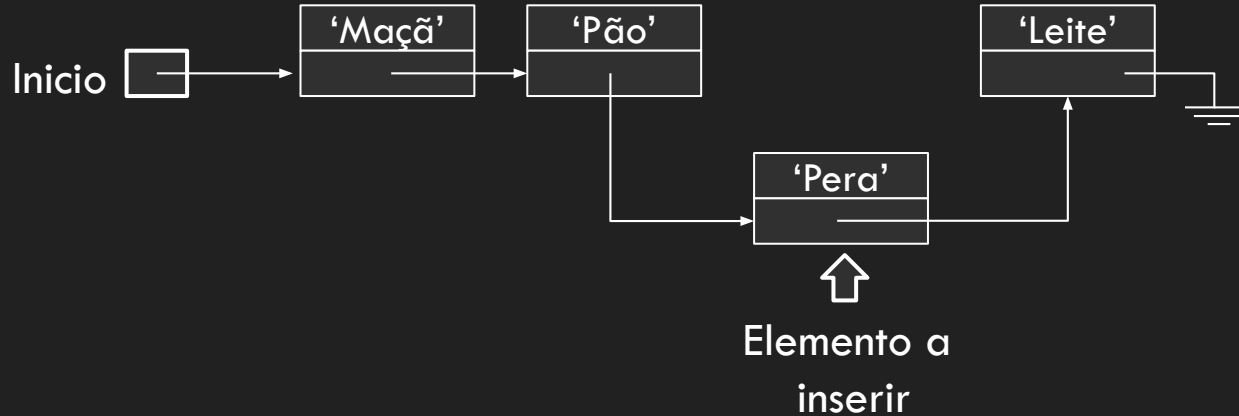 ‘Maçã’
‘Pão’
‘Leite’
Inicio
‘Pera’
Elemento a
inserir